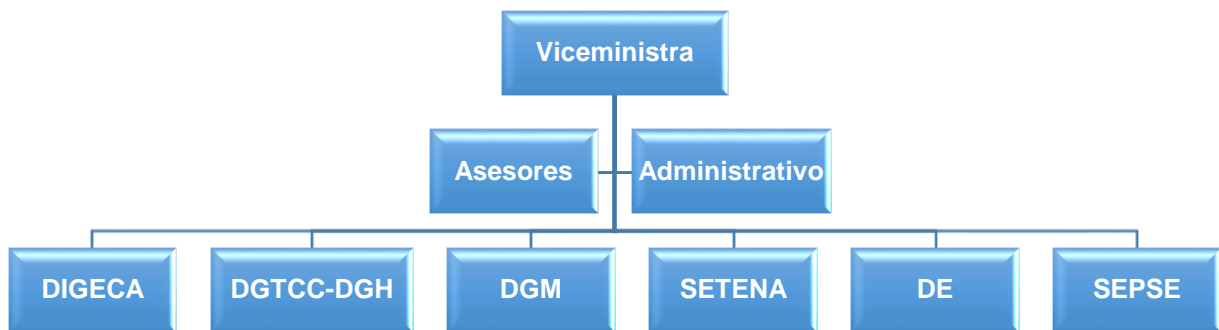 Viceministra
Asesores
Administrativo
DIGECA
DGTCC-DGH
DGM
SETENA
DE
SEPSE